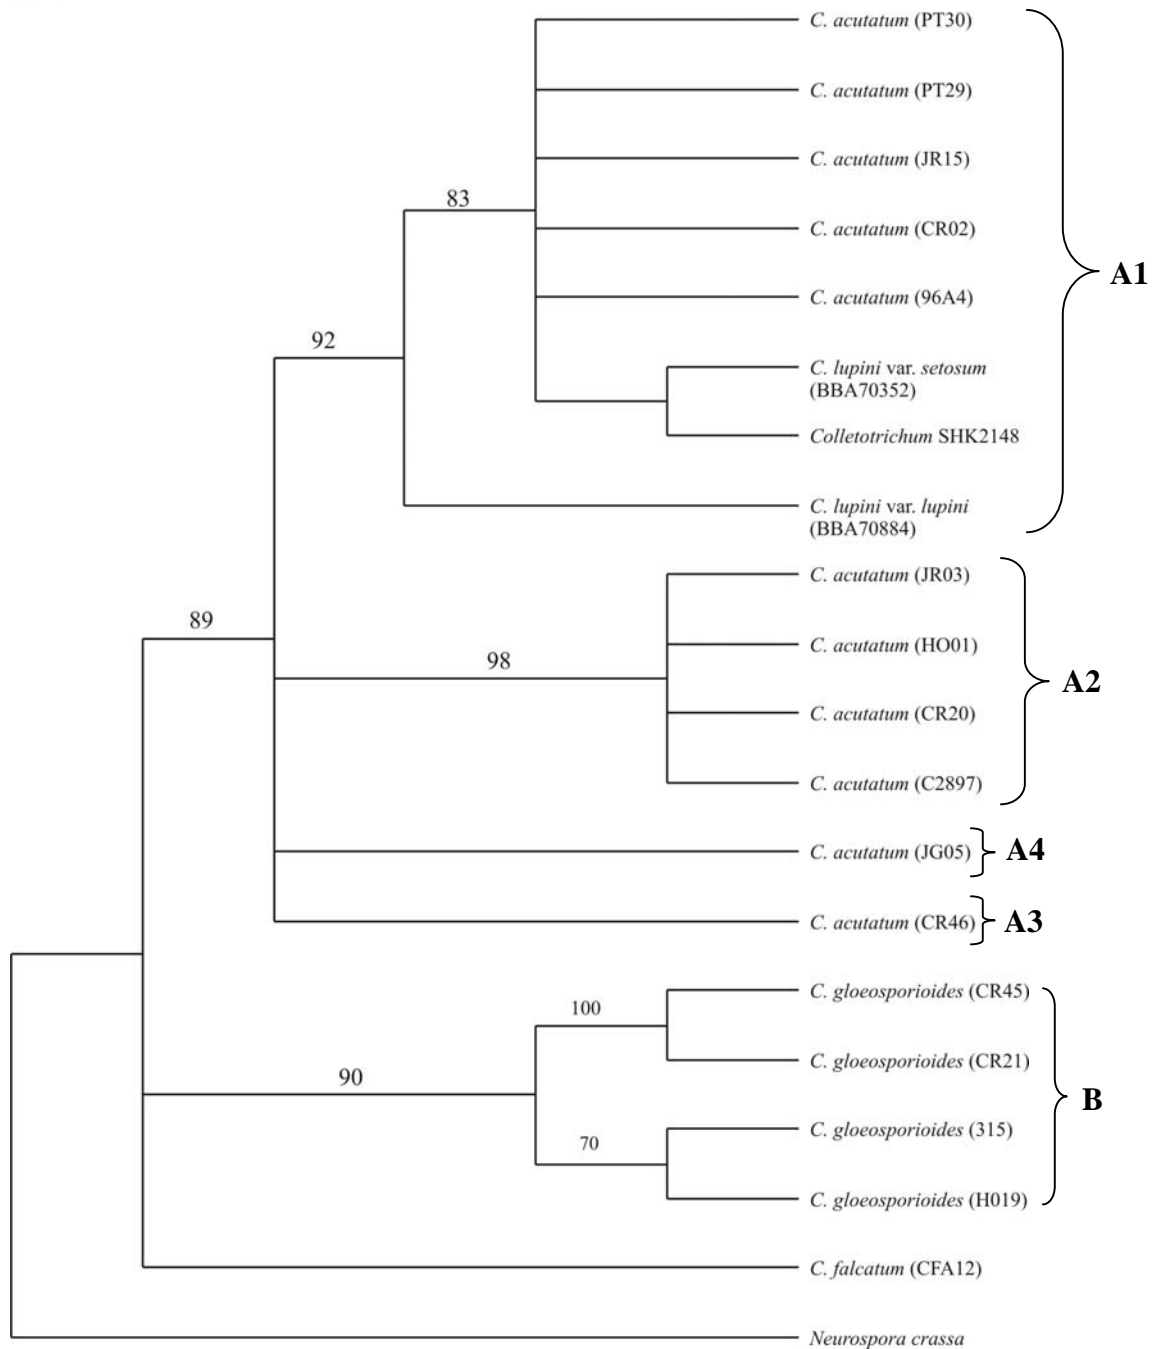 C. acutatum (PT30)
C. acutatum (PT29)
C. acutatum (JR15)
83
C. acutatum (CR02)
A1
C. acutatum (96A4)
92
C. lupini var. setosum
(BBA70352)
Colletotrichum SHK2148
C. lupini var. lupini
(BBA70884)
C. acutatum (JR03)
89
C. acutatum (HO01)
98
A2
C. acutatum (CR20)
C. acutatum (C2897)
C. acutatum (JG05)
A4
C. acutatum (CR46)
A3
C. gloeosporioides (CR45)
100
C. gloeosporioides (CR21)
90
B
C. gloeosporioides (315)
70
C. gloeosporioides (H019)
C. falcatum (CFA12)
Neurospora crassa